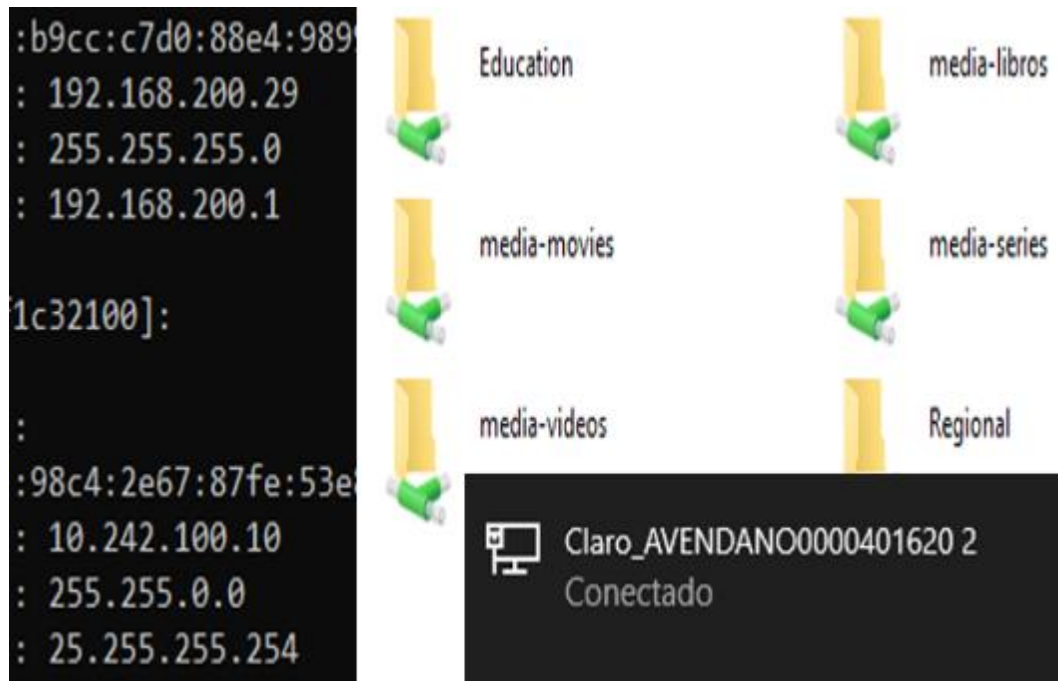 :b9cc:c7d0:88e4:989
: 192.168.200.29
: 255.255.255.0
: 192.168.200.1
1c32100]:
:
:98c4:2e67:87fe:53e
: 10.242.100.10
: 255.255.0.0
: 25.255.255.254
Education
media-libros
media-movies
media-series
media-videos
Regional
Claro_AVENDANO0000401620 2
Conectado